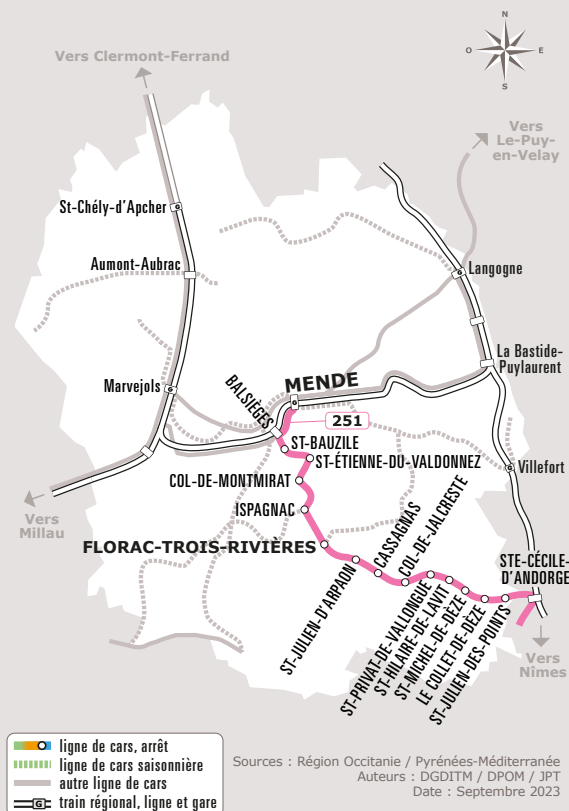 N
O
E
S
Vers Clermont-Ferrand
Vers
Le-Puy-
en-Velay
St-Chély-d'Apcher
Aumont-Aubrac
Langogne
La Bastide-
Puylaurent
Marvejols
MENDE
BALSIÈGES
251
ST-BAUZILE
ST-ÉTIENNE-DU-VALDONNEZ
Villefort
COL-DE-MONTMIRAT
ISPAGNAC
Vers
Millau
FLORAC-TROIS-RIVIÈRES
ST-JULIEN-D'ARPAON
CASSAGNAS
COL-DE-JALCRESTE
ST-PRIVAT-DE-VALLONGUE
ST-HILAIRE-DE-LAVIT
ST-MICHEL-DE-DÈZE
LE COLLET-DE-DÈZE
ST-JULIEN-DES-POINTS
STE-CÉCILE-
D'ANDORGE
Vers
Nîmes
ligne de cars, arrêt
ligne de cars saisonnière
autre ligne de cars
G train régional, ligne et gare
Sources : Région Occitanie / Pyrénées-Méditerranée
Auteurs : DGDITM / DPOM / JPT
Date : Septembre 2023